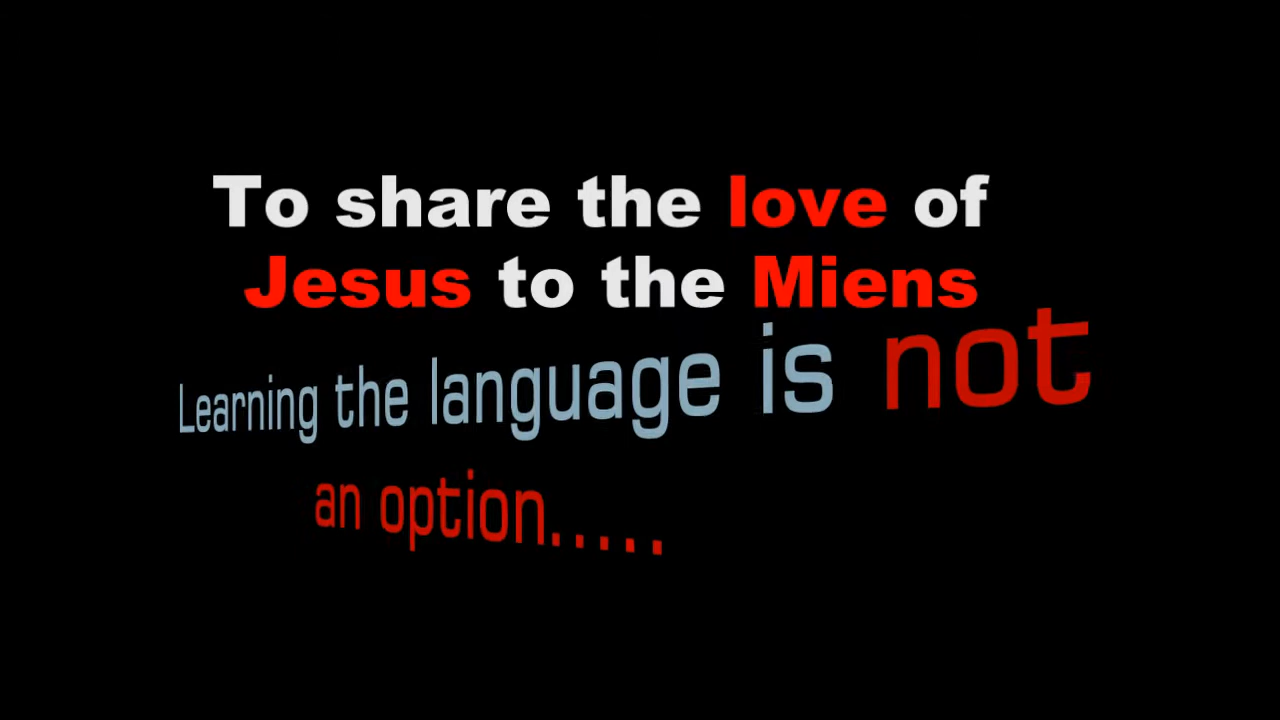 To share the love of
Jesus to the Miens
Learning the language is not
an option.....